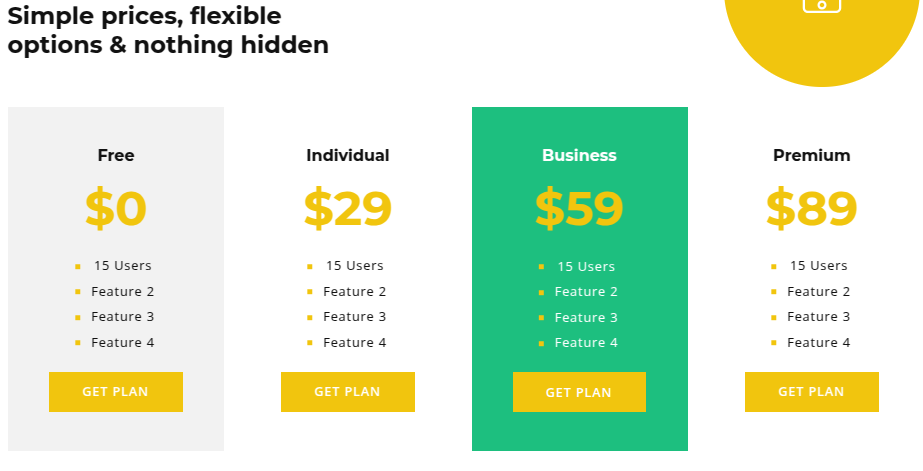 Simple prices, flexible
options & nothing hidden
Free
$0
15 Users
Feature 2
Feature 3
Feature 4
GET PLAN
Individual
$29
15 Users
Feature 2
Feature 3
Feature 4
GET PLAN
Business
$59
15 Users
Feature 2
Feature 3
Feature 4
GET PLAN
Premium
$89
15 Users
Feature 2
Feature 3
Feature 4
GET PLAN